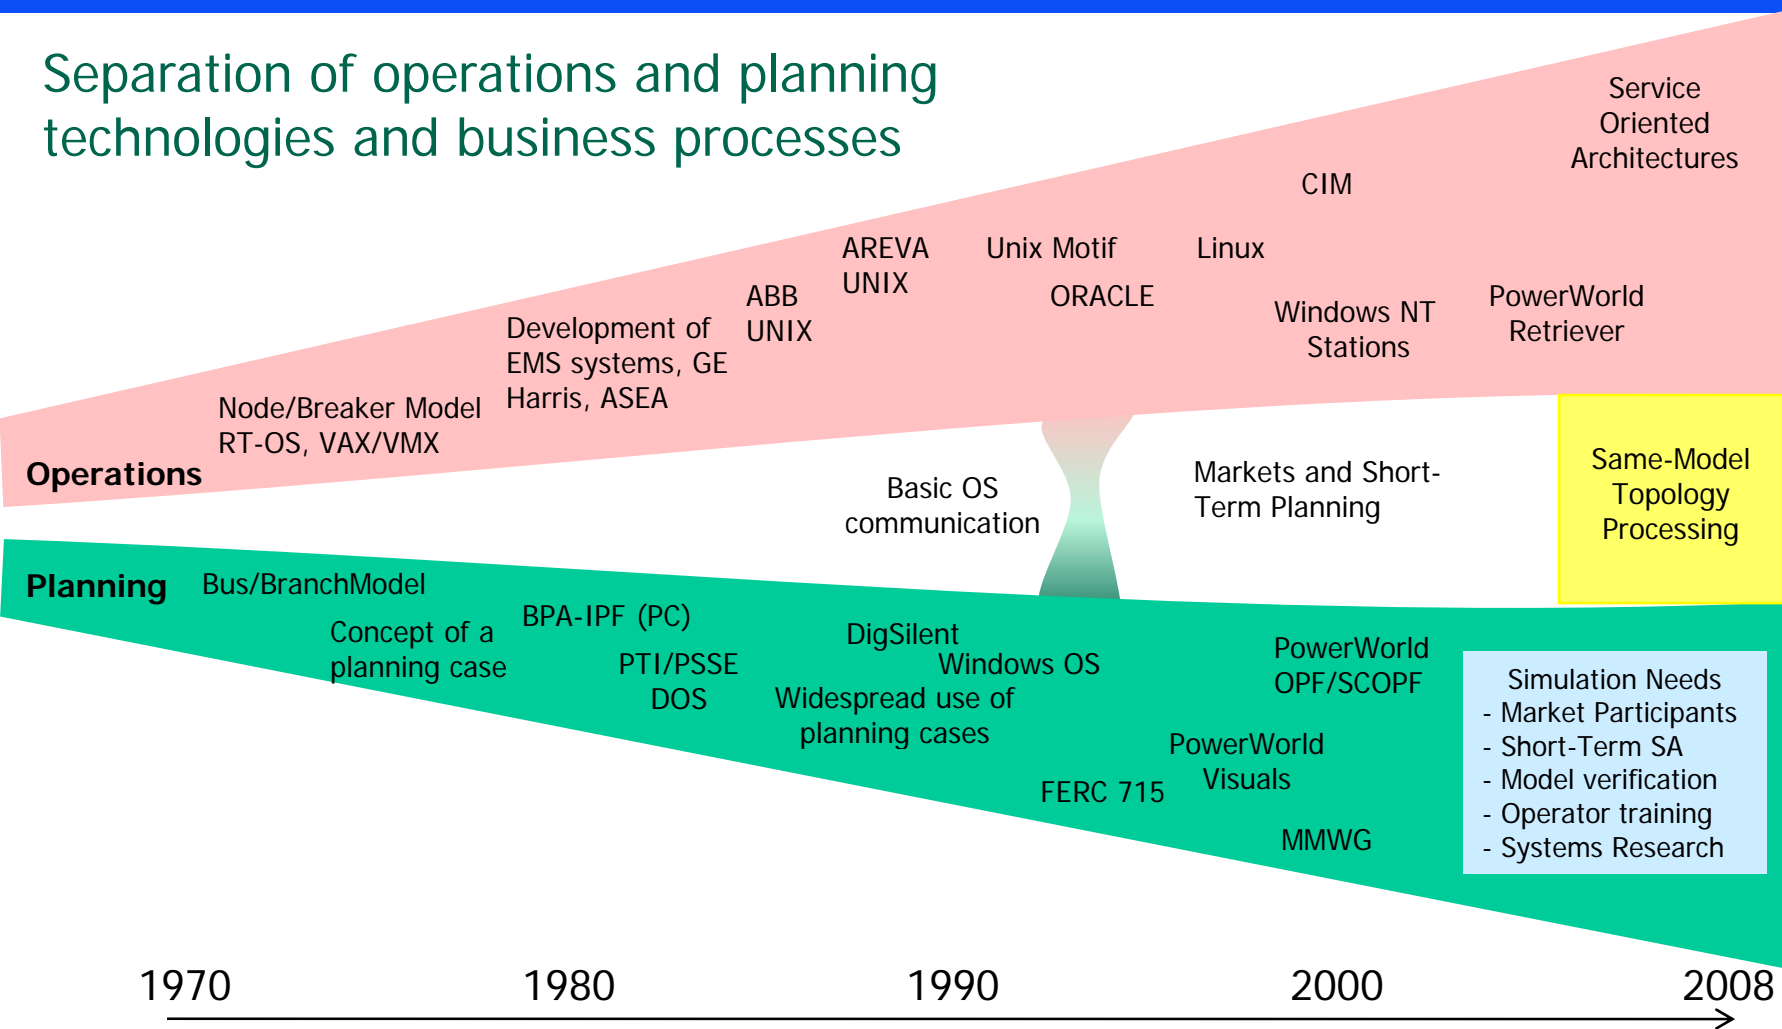 Separation of operations and planning
technologies and business processes
Service
Oriented
Architectures
CIM
AREVA
UNIX
Unix Motif
Linux
ABB
UNIX
ORACLE
Windows NT
Stations
PowerWorld
Retriever
Development of
EMS systems, GE
Harris, ASEA
Node/Breaker Model
RT-OS, VAX/VMX
Operations
Basic OS
communication
Markets and Short-
Term Planning
Same-Model
Topology
Processing
Planning
Bus/BranchModel
Concept of a
planning case
BPA-IPF (PC)
PTI/PSSE
DOS
DigSilent
Windows OS
Widespread use of
planning cases
PowerWorld
OPF/SCOPF
PowerWorld
Visuals
FERC 715
MMWG
Simulation Needs
- Market Participants
- Short-Term SA
- Model verification
- Operator training
- Systems Research
1970 1980 1990 2000 2008